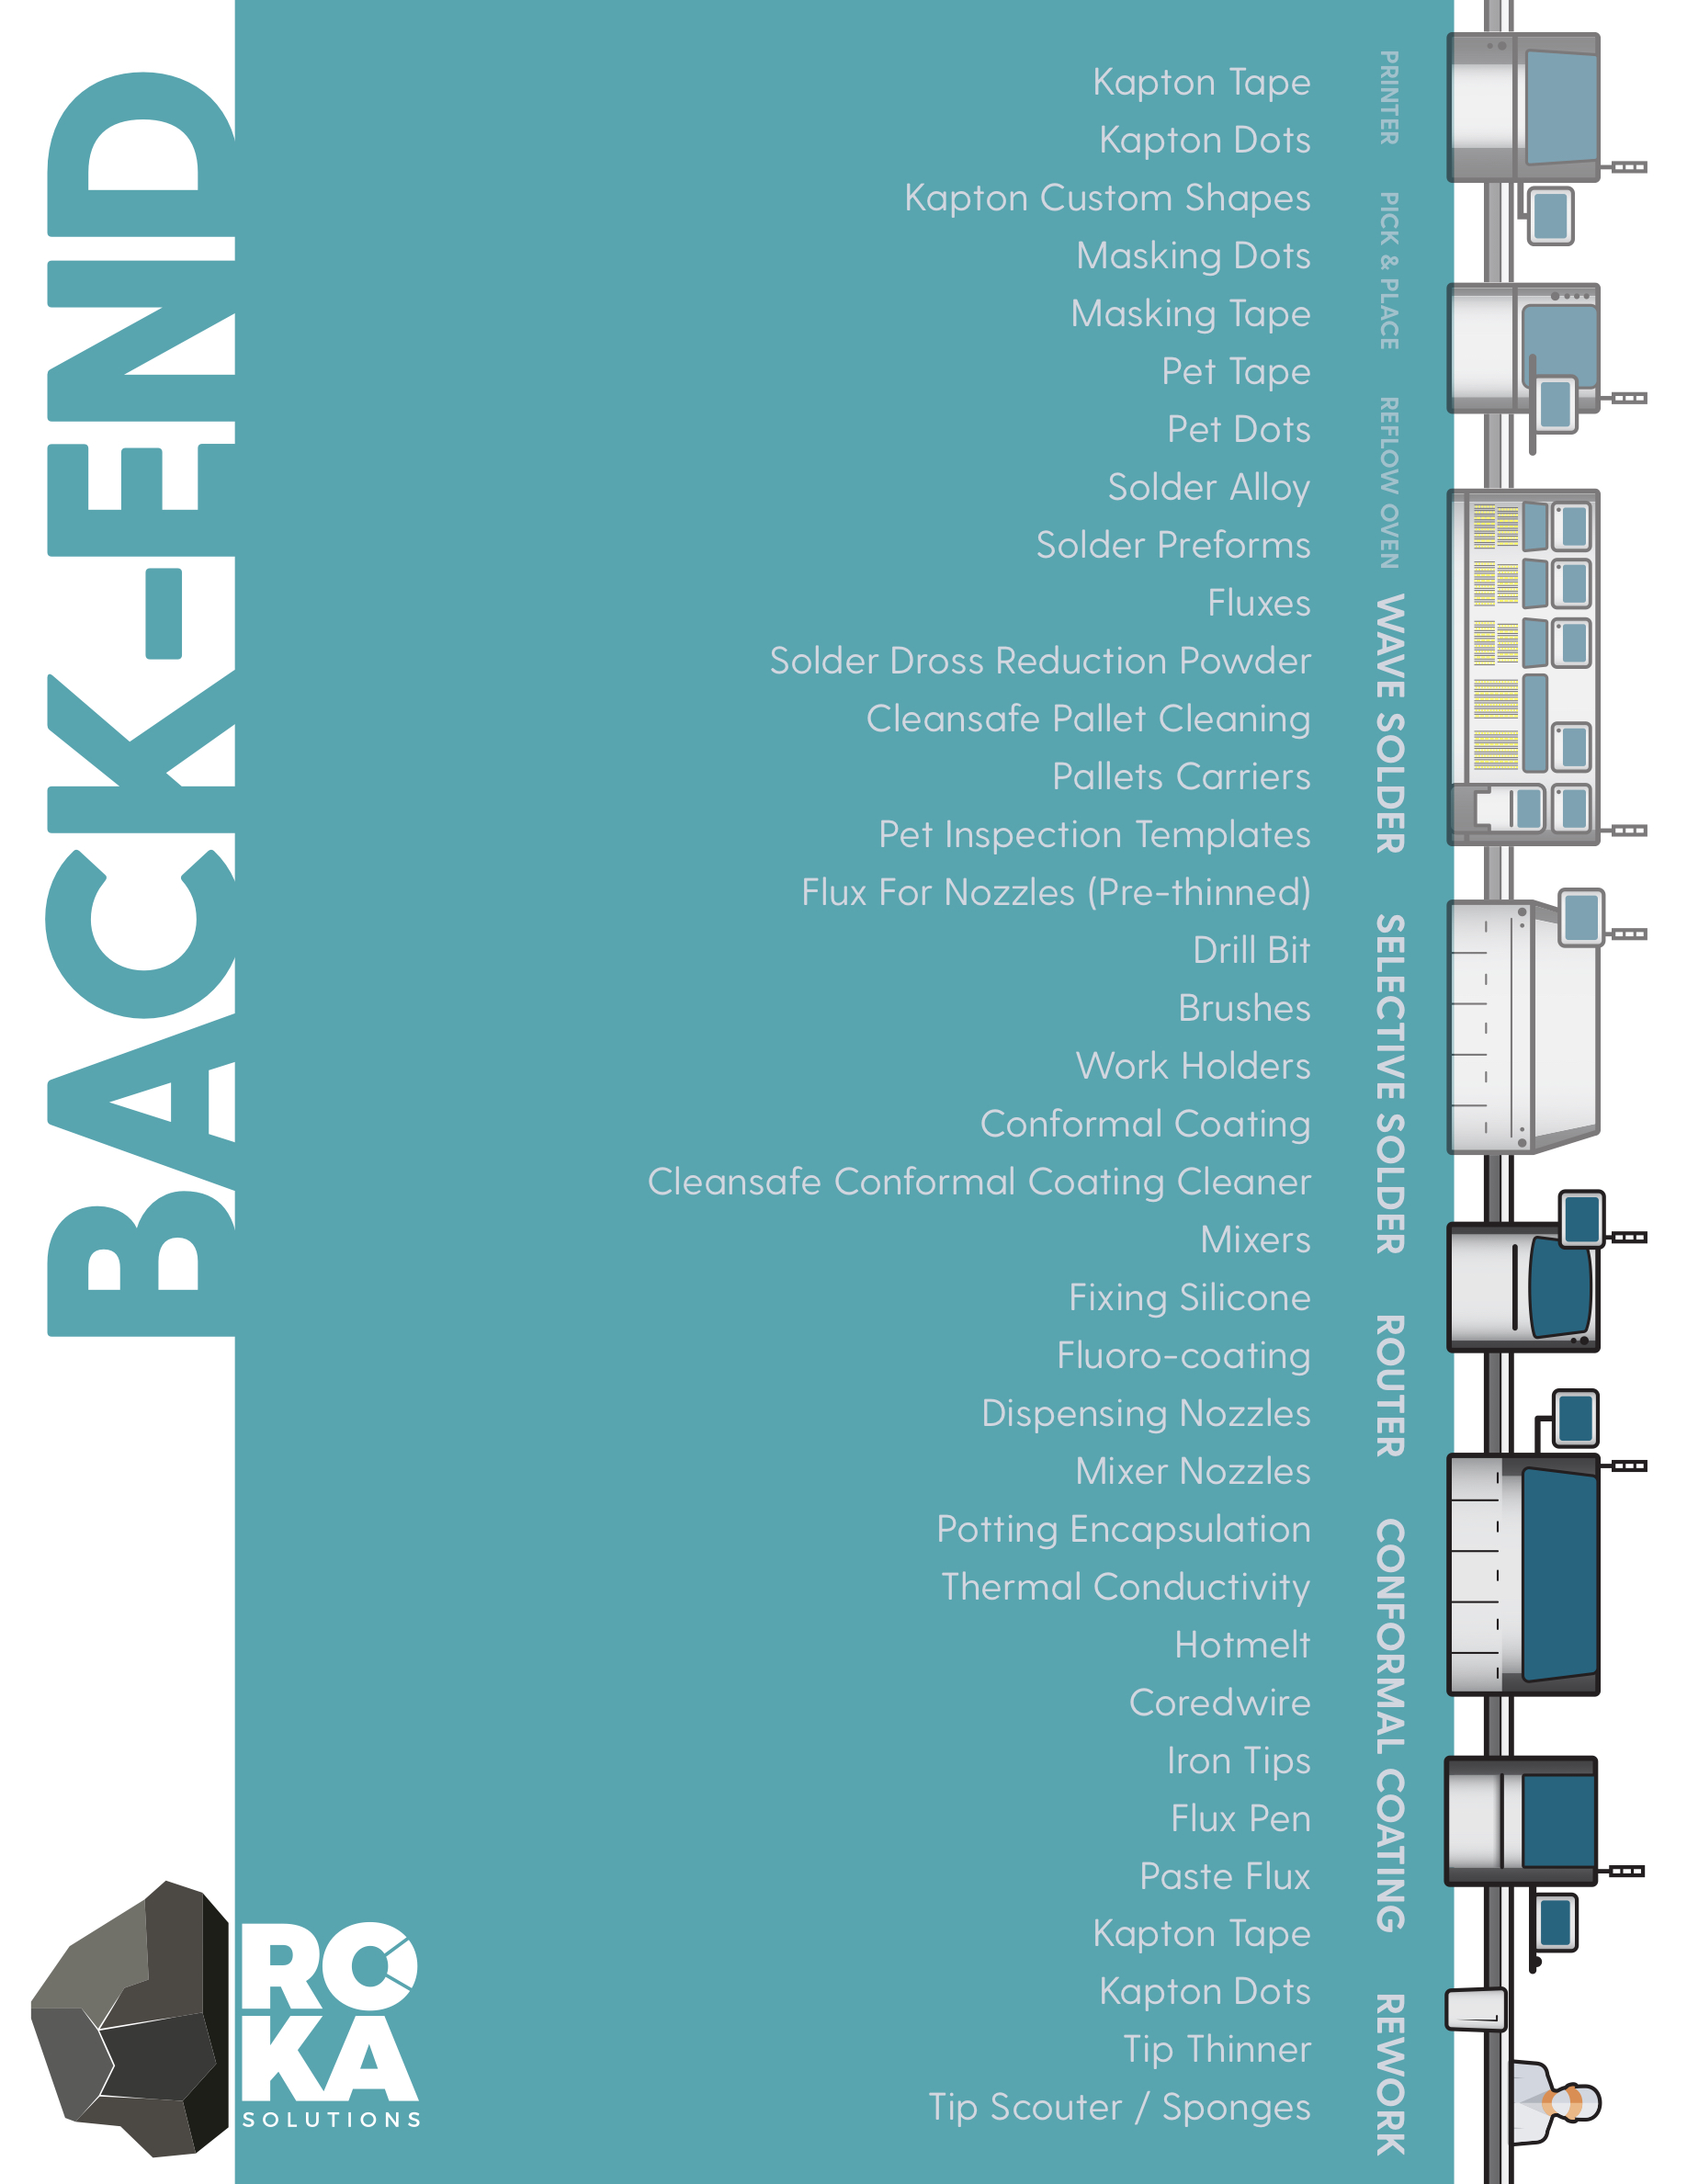 BACK-END
Kapton Tape
Kapton Dots
Kapton Custom Shapes
Masking Dots
Masking Tape
Pet Tape
Pet Dots
Solder Alloy
Solder Preforms
Fluxes
Solder Dross Reduction Powder
Cleansafe Pallet Cleaning
Pallets Carriers
Pet Inspection Templates
Flux For Nozzles (Pre-thinned)
Drill Bit
Brushes
Work Holders
Conformal Coating
Cleansafe Conformal Coating Cleaner
Mixers
Fixing Silicone
Fluoro-coating
Dispensing Nozzles
Mixer Nozzles
Potting Encapsulation
Thermal Conductivity
Hotmelt
Coredwire
Iron Tips
Flux Pen
Paste Flux
Kapton Tape
Kapton Dots
Tip Thinner
Tip Scouter / Sponges
PRINTER
PICK & PLACE
REFLOW OVEN
WAVE SOLDER
SELECTIVE SOLDER
ROUTER
CONFORMAL COATING
REWORK
RO
KA
SOLUTIONS